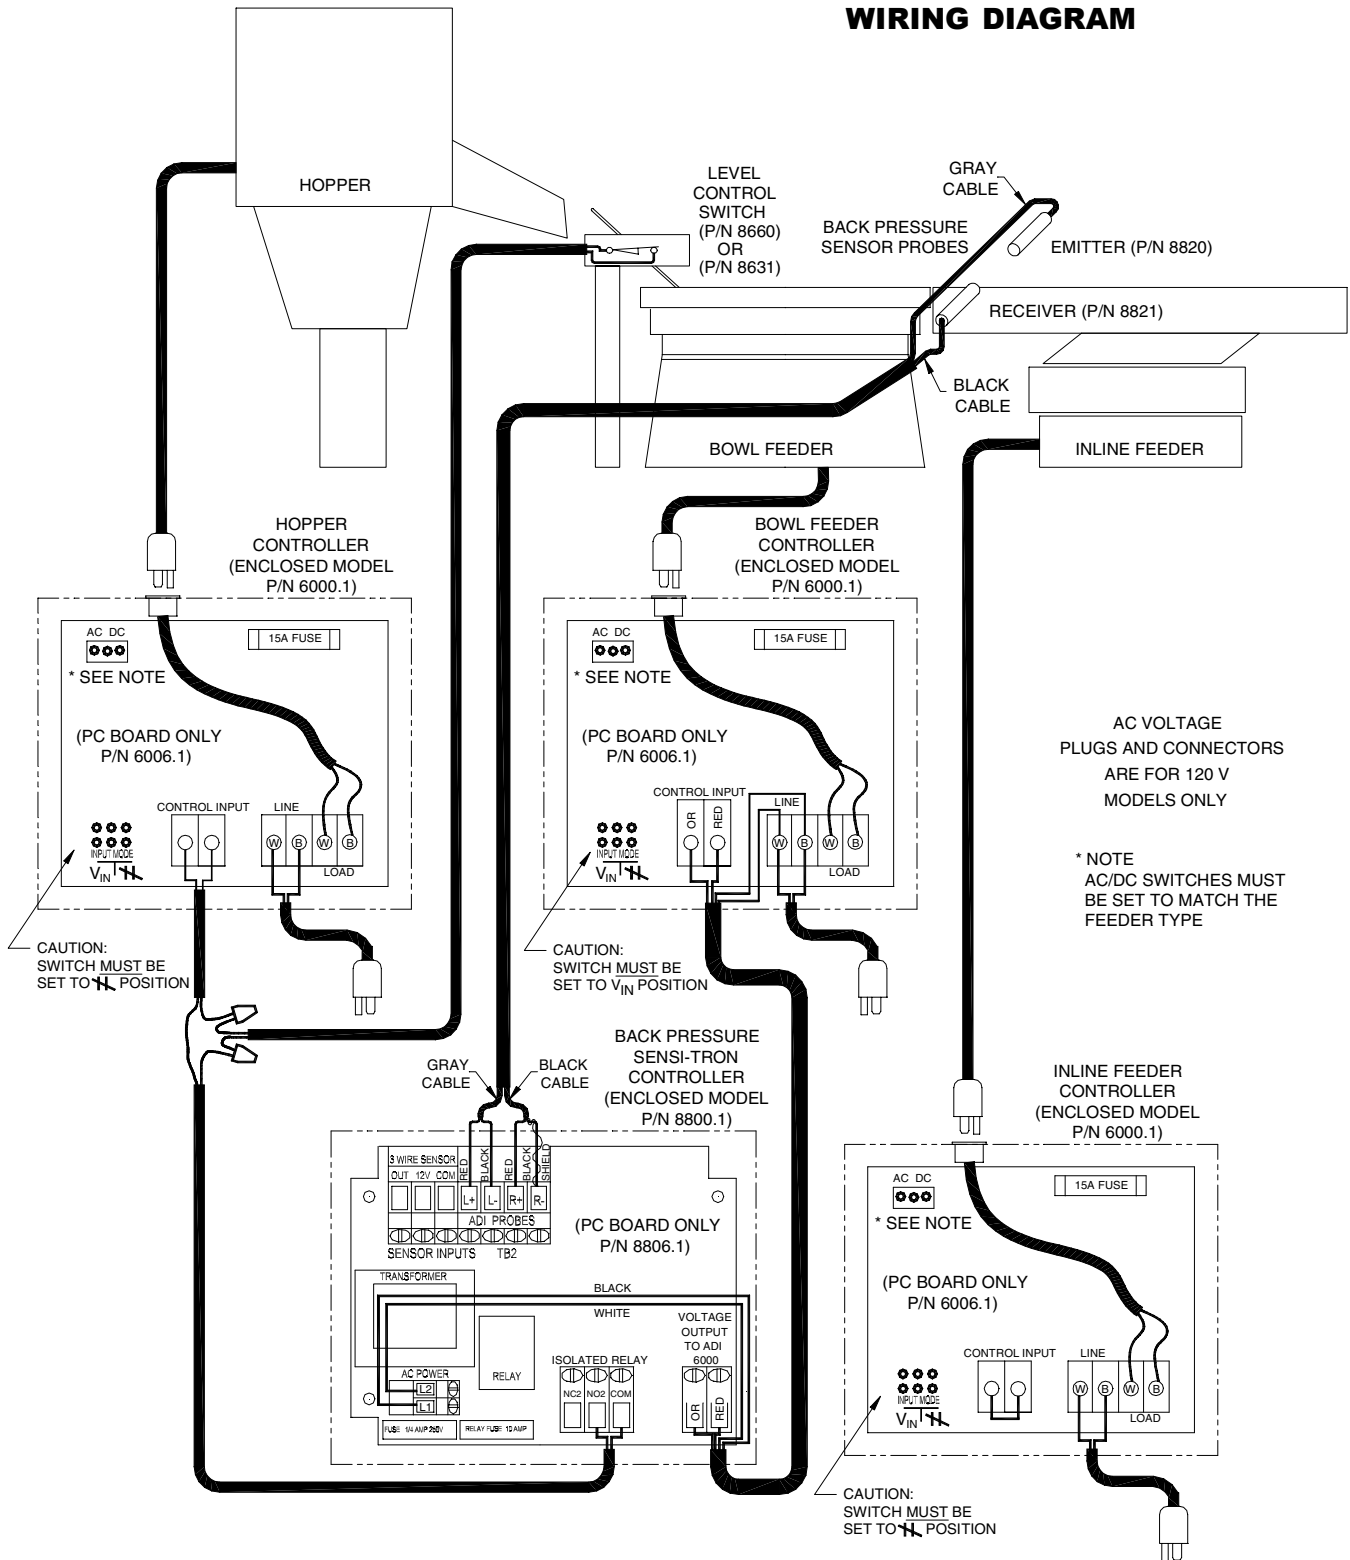 WIRING DIAGRAM
HOPPER
LEVEL
CONTROL
SWITCH
(P/N 8660)
OR
(P/N 8631)
GRAY
CABLE
BACK PRESSURE
SENSOR PROBES
EMITTER (P/N 8820)
RECEIVER (P/N 8821)
BLACK
CABLE
BOWL FEEDER
INLINE FEEDER
HOPPER
CONTROLLER
(ENCLOSED MODEL
P/N 6000.1)
AC DC
15A FUSE
* SEE NOTE
(PC BOARD ONLY
P/N 6006.1)
CONTROL INPUT
LINE
W B W B
LOAD
INPUT MODE
VIN
CAUTION:
SWITCH MUST BE
SET TO POSITION
BOWL FEEDER
CONTROLLER
(ENCLOSED MODEL
P/N 6000.1)
AC DC
15A FUSE
* SEE NOTE
(PC BOARD ONLY
P/N 6006.1)
CONTROL INPUT
OR RED
LINE
W B W B
LOAD
INPUT MODE
VIN
CAUTION:
SWITCH MUST BE
SET TO VIN POSITION
AC VOLTAGE
PLUGS AND CONNECTORS
ARE FOR 120 V
MODELS ONLY
* NOTE
AC/DC SWITCHES MUST
BE SET TO MATCH THE
FEEDER TYPE
GRAY
CABLE
BLACK
CABLE
BACK PRESSURE
SENSI-TRON
CONTROLLER
(ENCLOSED MODEL
P/N 8800.1)
3 WIRE SENSOR
OUT 12V COM
RED BLACK RED BLACK SHIELD
L+ L- R+ R-
ADI PROBES
SENSOR INPUTS TB2
(PC BOARD ONLY
P/N 8806.1)
TRANSFORMER
BLACK
WHITE
RELAY
AC POWER
L2
L1
FUSE 1/4 AMP 250V
RELAY FUSE 10 AMP
ISOLATED RELAY
NC2 NO2 COM
VOLTAGE
OUTPUT
TO ADI
6000
OR RED
INLINE FEEDER
CONTROLLER
(ENCLOSED MODEL
P/N 6000.1)
AC DC
15A FUSE
* SEE NOTE
(PC BOARD ONLY
P/N 6006.1)
CONTROL INPUT
LINE
W B W B
LOAD
INPUT MODE
VIN
CAUTION:
SWITCH MUST BE
SET TO POSITION